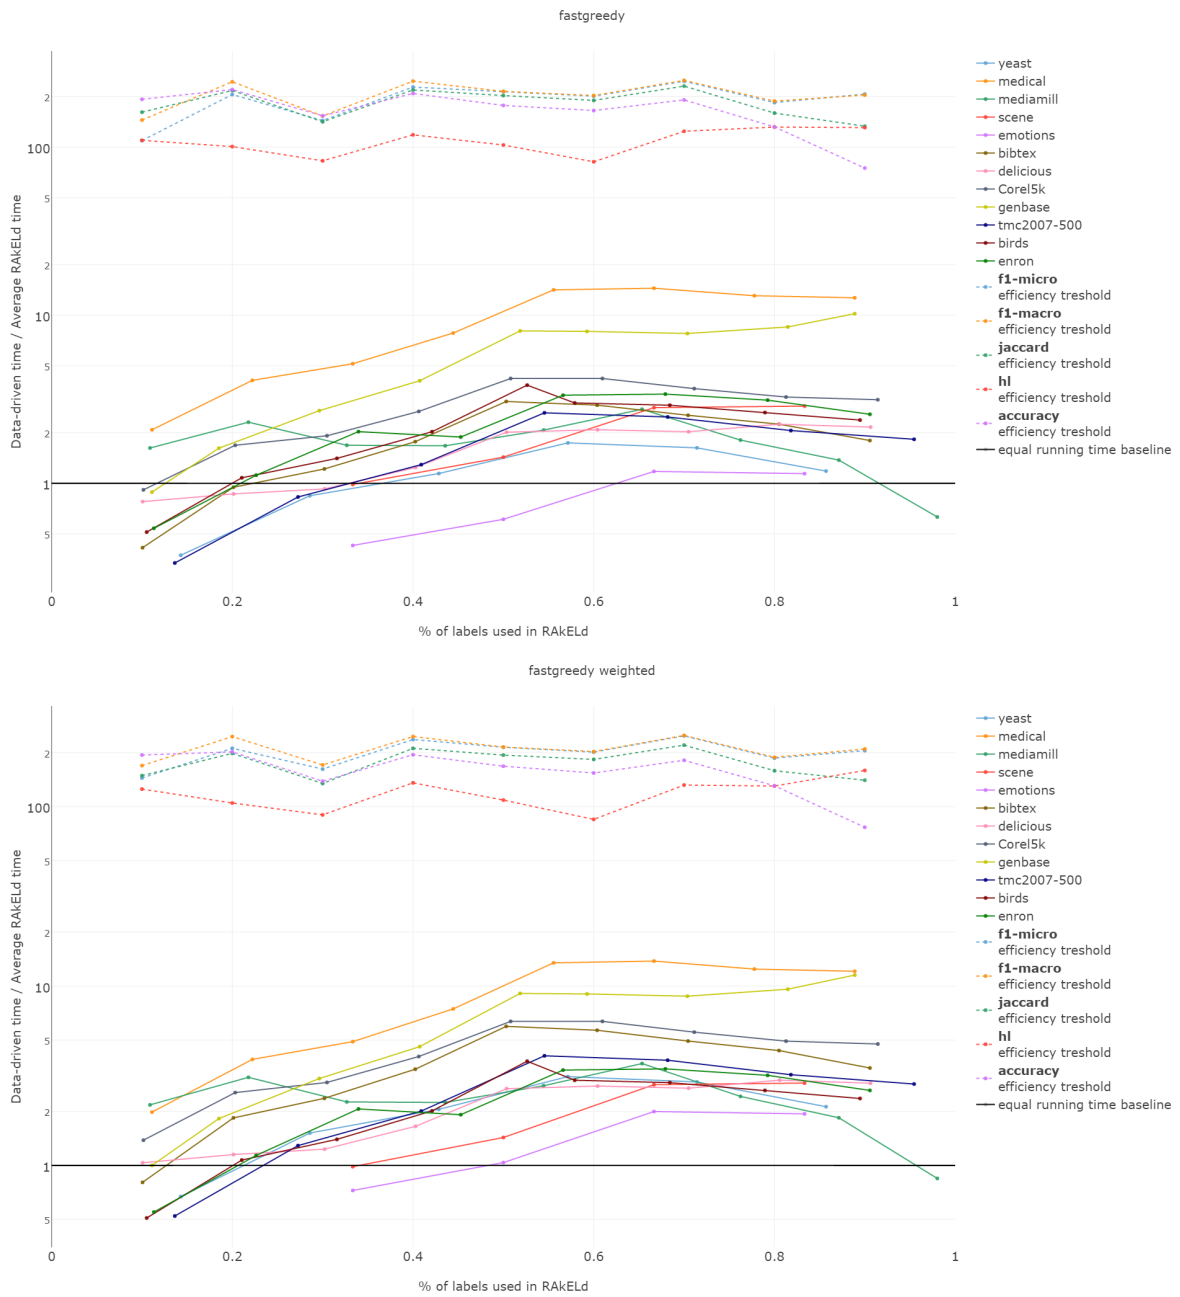 fastgreedy
Data-driven time / Average RAkELd time
2
100
5
2
10
5
2
1
5
0
0.2
0.4
0.6
0.8
1
% of labels used in RAkELd
yeast
medical
mediamill
scene
emotions
bibtex
delicious
Corel5k
genbase
tmc2007-500
birds
enron
f1-micro
efficiency treshold
f1-macro
efficiency treshold
jaccard
efficiency treshold
hl
efficiency treshold
accuracy
efficiency treshold
equal running time baseline
fastgreedy weighted
Data-driven time / Average RAkELd time
2
100
5
2
10
5
2
1
5
0
0.2
0.4
0.6
0.8
1
% of labels used in RAkELd
yeast
medical
mediamill
scene
emotions
bibtex
delicious
Corel5k
genbase
tmc2007-500
birds
enron
f1-micro
efficiency treshold
f1-macro
efficiency treshold
jaccard
efficiency treshold
hl
efficiency treshold
accuracy
efficiency treshold
equal running time baseline